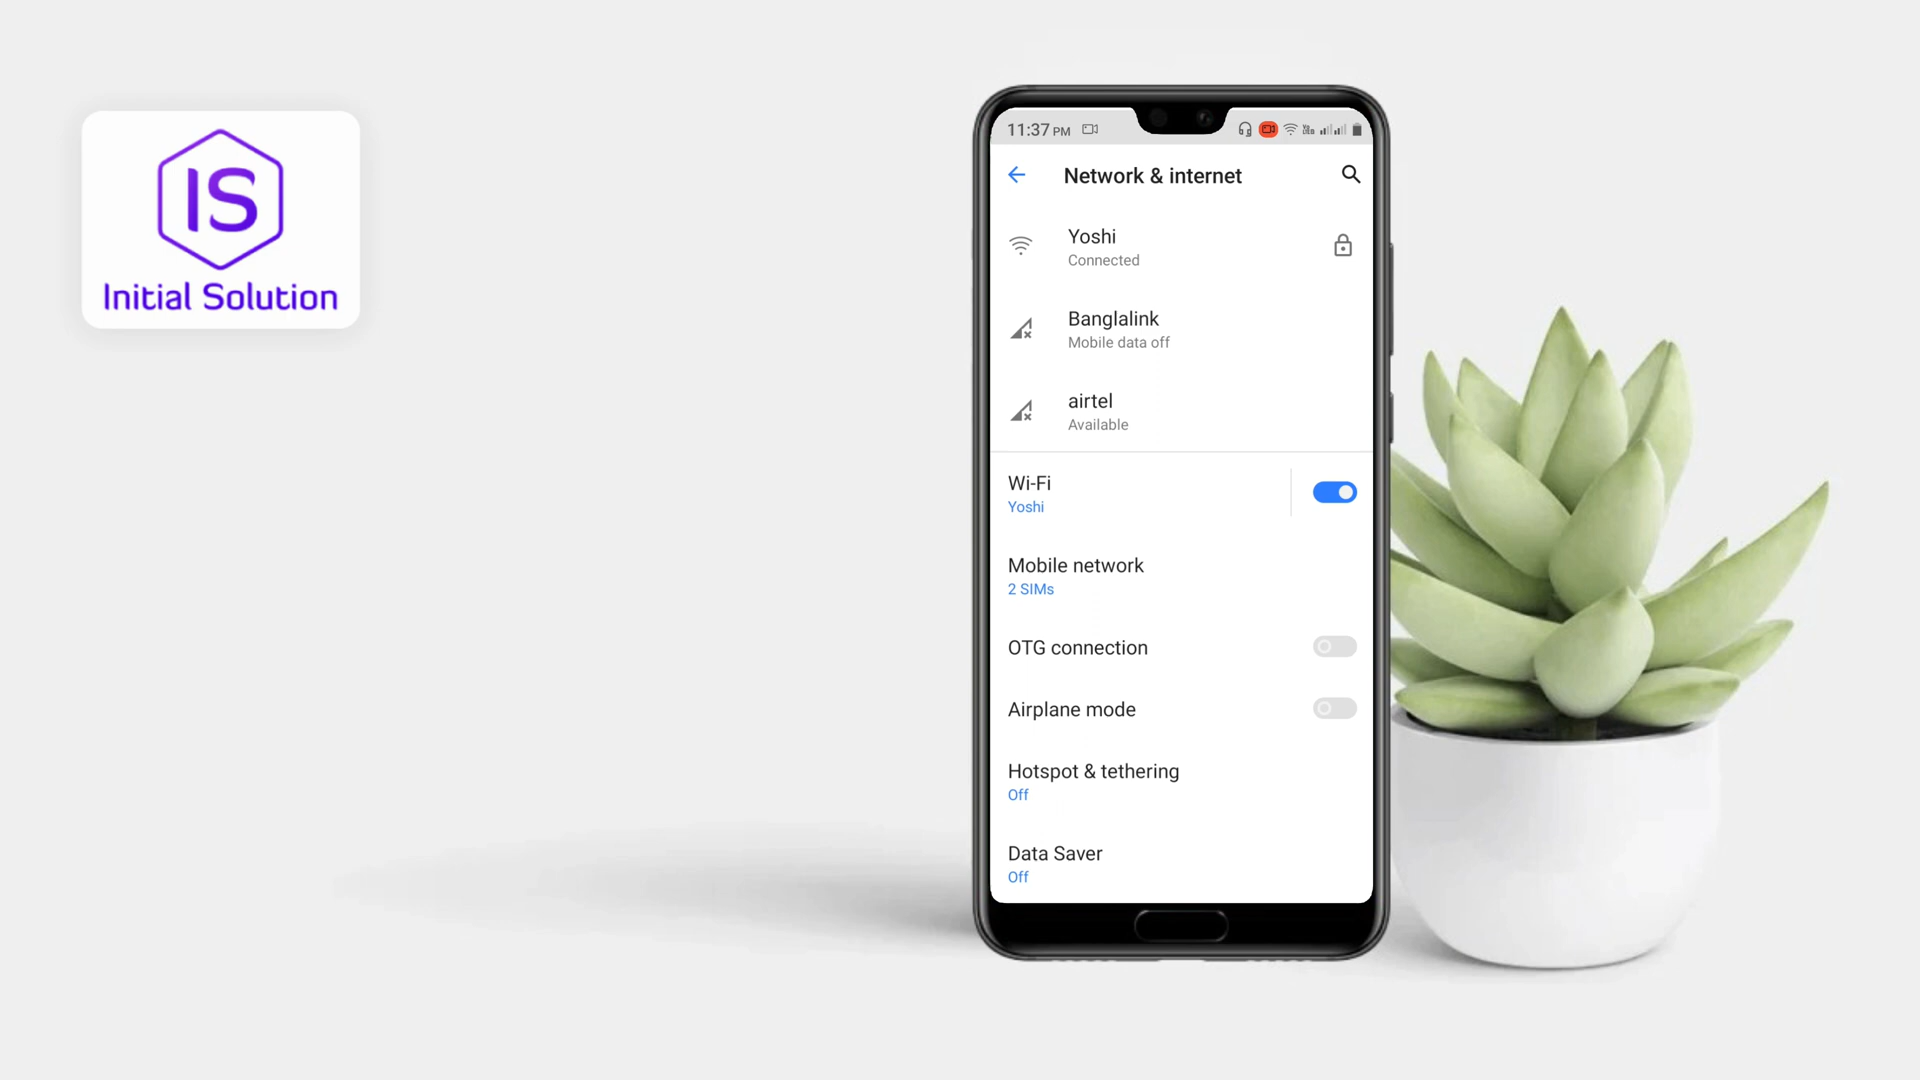 IS
Initial Solution
11:37 PM
Network & internet
Yoshi
Connected
Banglalink
Mobile data off
airtel
Available
Wi-Fi
Yoshi
Mobile network
2 SIMs
OTG connection
Airplane mode
Hotspot & tethering
Off
Data Saver
Off